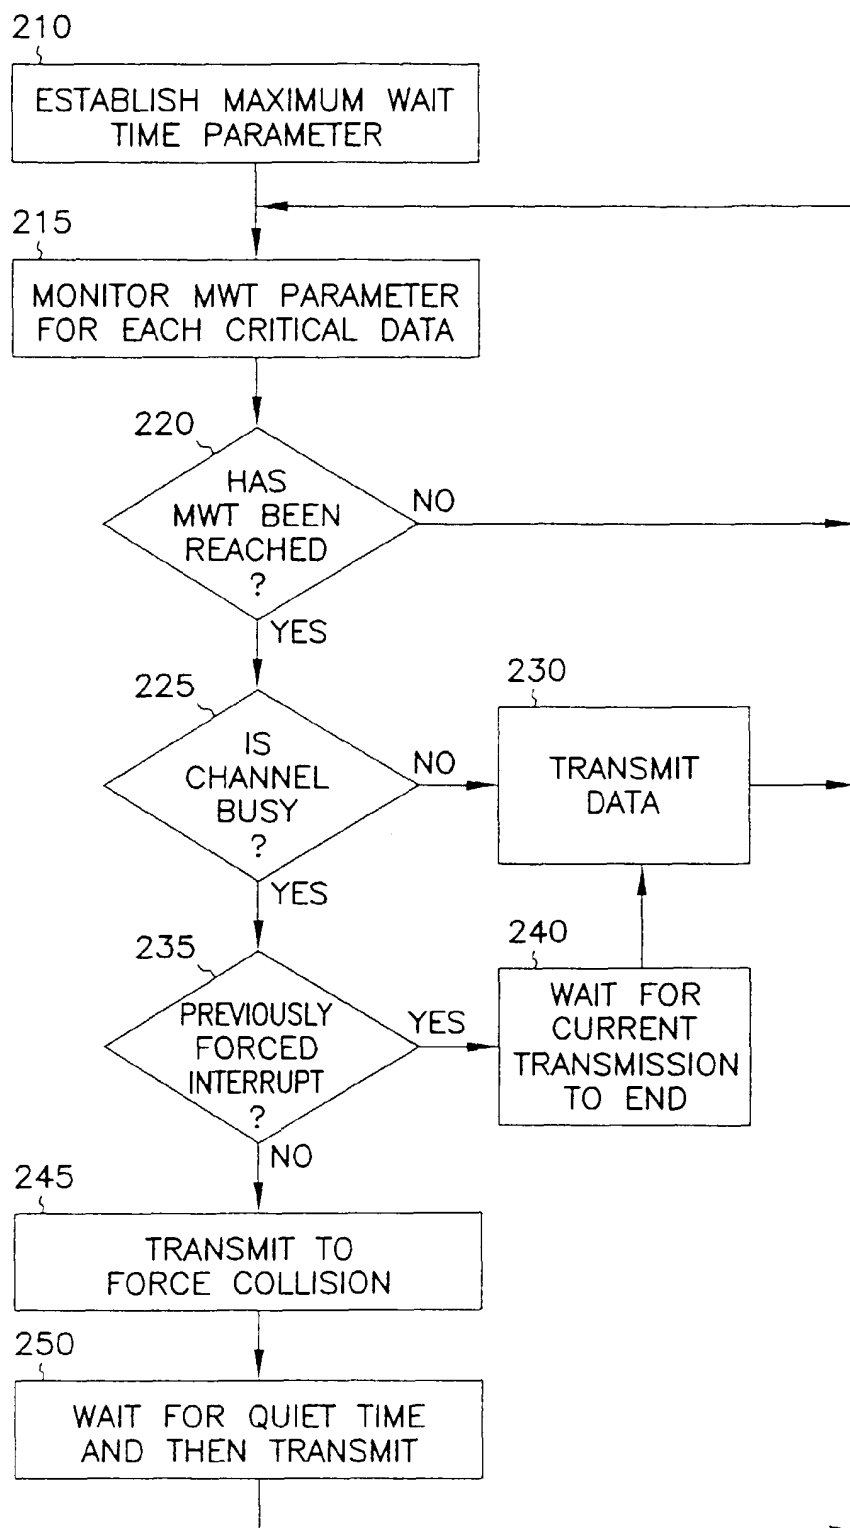 210
ESTABLISH MAXIMUM WAIT
TIME PARAMETER
215
MONITOR MWT PARAMETER
FOR EACH CRITICAL DATA
220
HAS
MWT BEEN
REACHED
?
NO
YES
225
IS
CHANNEL
BUSY
?
NO
YES
230
TRANSMIT
DATA
235
PREVIOUSLY
FORCED
INTERRUPT
?
YES
NO
240
WAIT FOR
CURRENT
TRANSMISSION
TO END
245
TRANSMIT TO
FORCE COLLISION
250
WAIT FOR QUIET TIME
AND THEN TRANSMIT